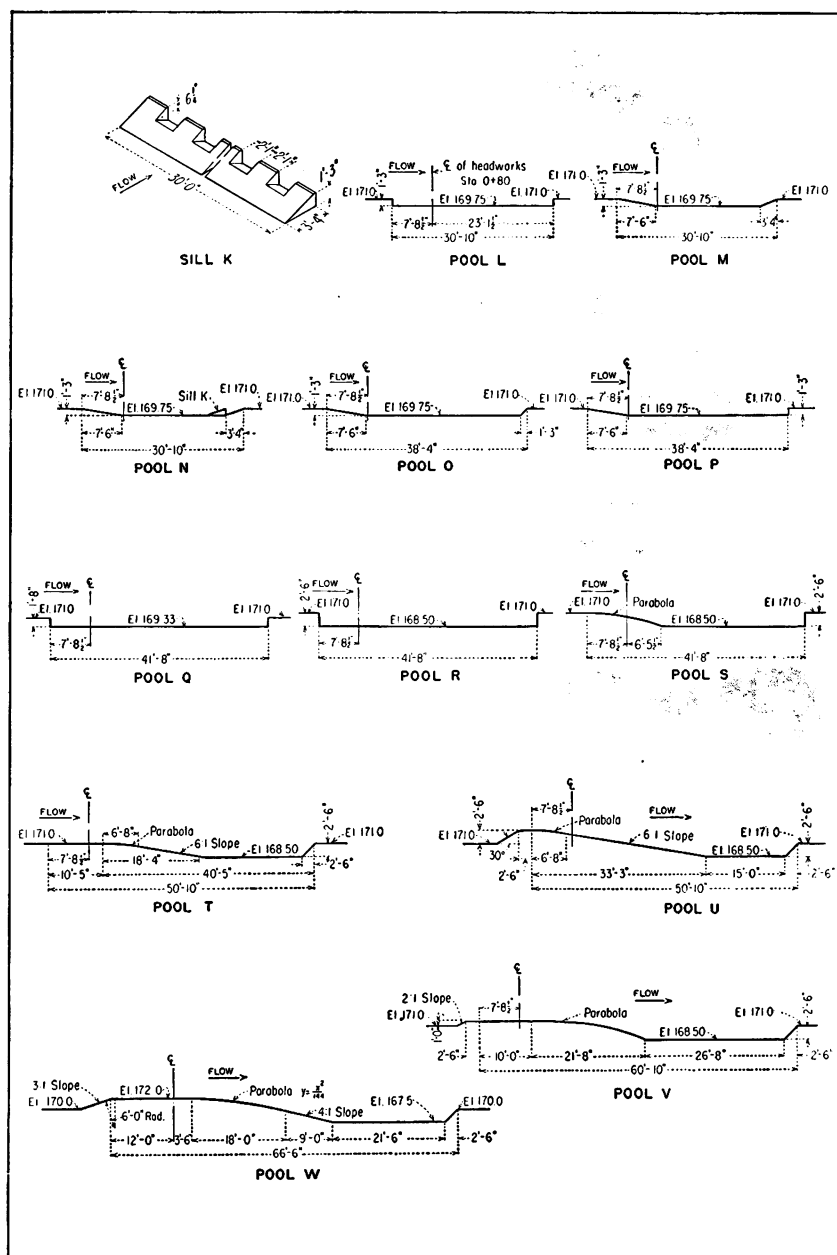 6 1/4"
2'-1"
2'-1"
30'-0"
FLOW
1'-3"
3'-4"
SILL K
FLOW
℄ of headworks
Sta 0+80
1'-3"
El 171.0
El 171.0
El 169.75
7'-8½"
23'-1½"
30'-10"
POOL L
℄
FLOW
1'-3"
7'-8½"
El 171.0
El 171.0
El 169.75
7'-6"
3'4"
30'-10"
POOL M
℄
FLOW
1'-3"
El 171.0
7'-8½"
Sill K
El 171.0
El 169.75
7'-6"
3'4"
30'-10"
POOL N
℄
FLOW
1'-3"
El 171.0
7'-8½"
El 171.0
El 169.75
7'-6"
1'-3"
38'-4"
POOL O
℄
FLOW
El 171.0
7'-8½"
El 171.0
1'-3"
El 169.75
7'-6"
38'-4"
POOL P
℄
FLOW
1'-8"
El 171.0
El 169.33
El 171.0
7'-8½"
41'-8"
POOL Q
℄
FLOW
2'-6"
El 171.0
El 168.50
El 171.0
7'-8½"
41'-8"
POOL R
℄
FLOW
El 171.0
Parabola
El 171.0
2'-6"
El 168.50
7'-8½"
6'-5½"
41'-8"
POOL S
℄
FLOW
El 171.0
6'-8"
Parabola
6:1 Slope
El 168.50
2'-6"
El 171.0
7'-8½"
18'-4"
2'-6"
10'-5"
40'-5"
50'-10"
POOL T
℄
7'-8½"
FLOW
2'-6"
Parabola
El 171.0
6:1 Slope
El 171.0
2'-6"
30°
El 168.50
2'-6"
6'-8"
33'-3"
15'-0"
2'-6"
50'-10"
POOL U
℄
FLOW
2:1 Slope
7'-8½"
El 171.0
Parabola
El 171.0
2'-6"
1'-0"
El 168.50
2'-6"
10'-0"
21'-8"
26'-8"
2'-6"
60'-10"
POOL V
℄
FLOW
3:1 Slope
El 172.0
Parabola y= x²/144
El 170.0
6'-0" Rad.
4:1 Slope
El. 167.5
El 170.0
12'-0"
3'-6"
18'-0"
9'-0"
21'-6"
2'-6"
66'-6"
POOL W